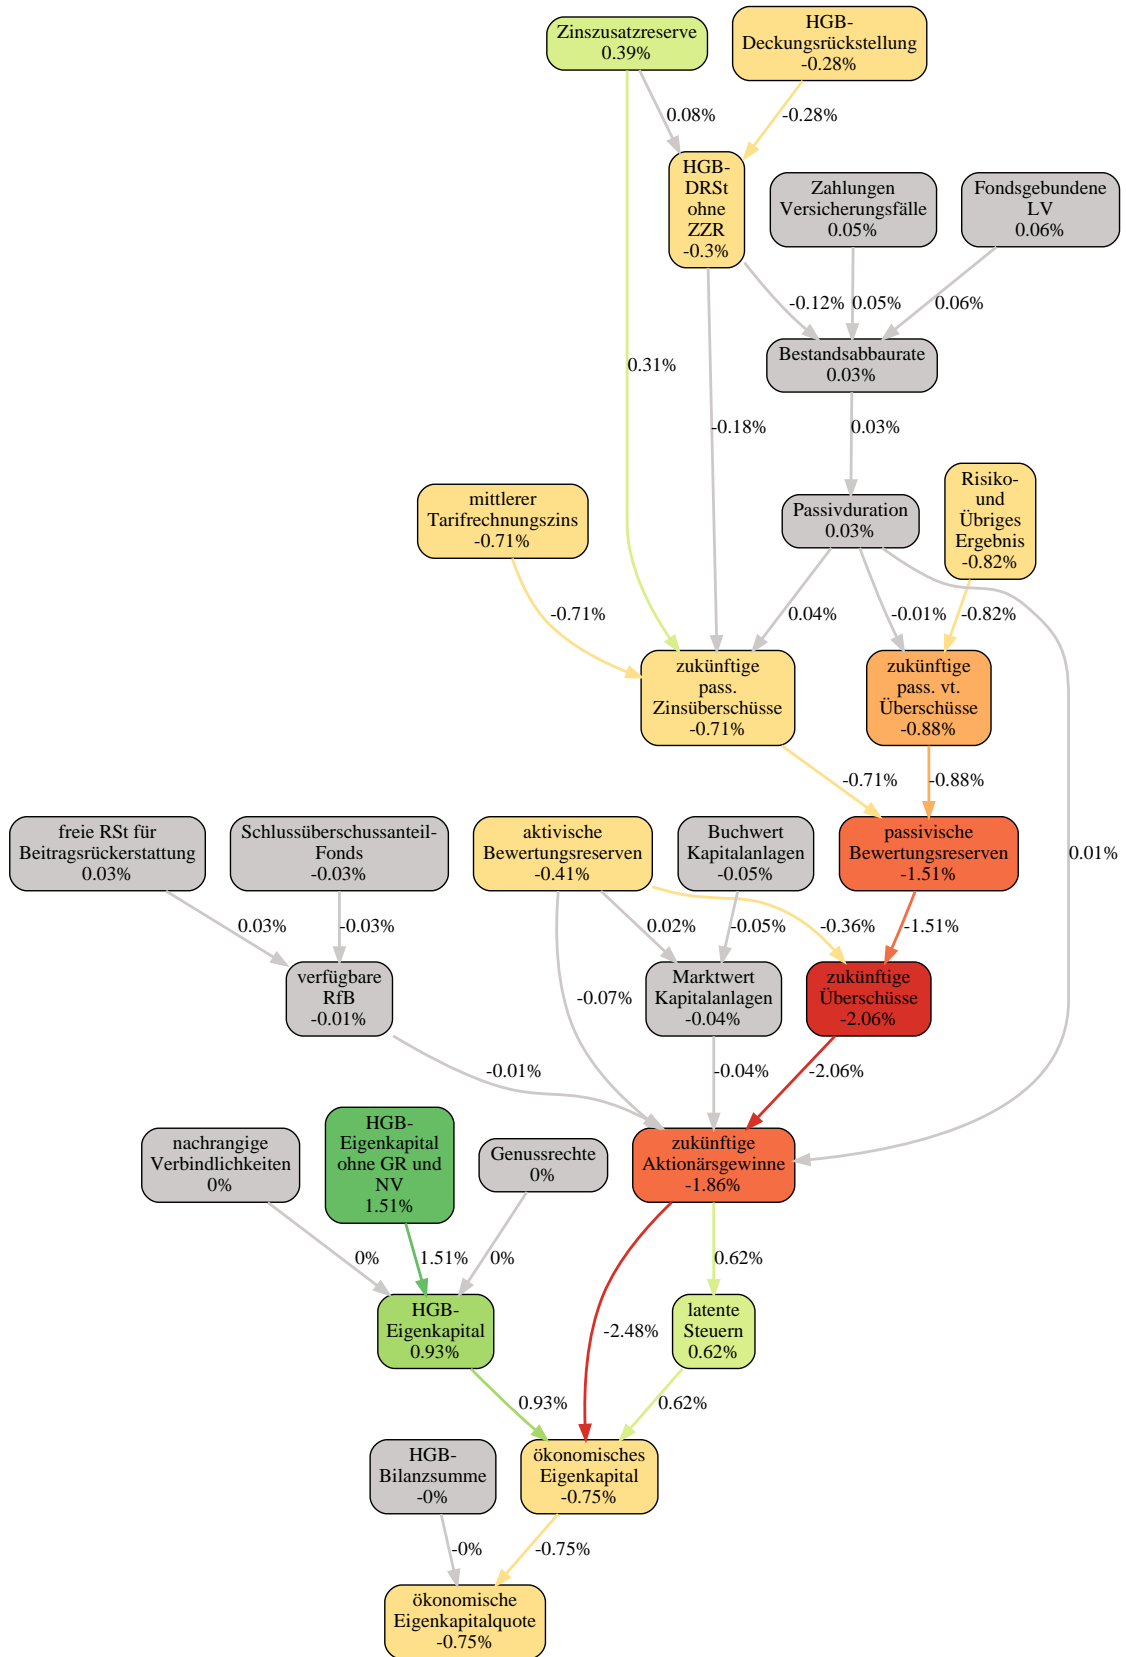 Zinszusatzreserve
0.39%
HGB-
Deckungsrückstellung
-0.28%
0.08%
-0.28%
HGB-
DRSt
ohne
ZZR
-0.3%
Zahlungen
Versicherungsfälle
0.05%
Fondsgebundene
LV
0.06%
-0.12%
0.05%
0.06%
Bestandsabbaurate
0.03%
0.31%
-0.18%
0.03%
mittlerer
Tarifrechnungszins
-0.71%
Passivduration
0.03%
Risiko-
und
Übriges
Ergebnis
-0.82%
-0.71%
0.04%
-0.01%
-0.82%
zukünftige
pass.
Zinsüberschüsse
-0.71%
zukünftige
pass. vt.
Überschüsse
-0.88%
-0.71%
-0.88%
freie RSt für
Beitragsrückerstattung
0.03%
Schlussüberschussanteil-
Fonds
-0.03%
aktivische
Bewertungsreserven
-0.41%
Buchwert
Kapitalanlagen
-0.05%
passivische
Bewertungsreserven
-1.51%
0.01%
0.03%
-0.03%
0.02%
-0.05%
-0.36%
-1.51%
verfügbare
RfB
-0.01%
-0.07%
Marktwert
Kapitalanlagen
-0.04%
zukünftige
Überschüsse
-2.06%
-0.01%
-0.04%
-2.06%
nachrangige
Verbindlichkeiten
0%
HGB-
Eigenkapital
ohne GR und
NV
1.51%
Genussrechte
0%
zukünftige
Aktionärsgewinne
-1.86%
0%
1.51%
0%
0.62%
HGB-
Eigenkapital
0.93%
-2.48%
latente
Steuern
0.62%
0.93%
0.62%
HGB-
Bilanzsumme
-0%
ökonomisches
Eigenkapital
-0.75%
-0%
-0.75%
ökonomische
Eigenkapitalquote
-0.75%